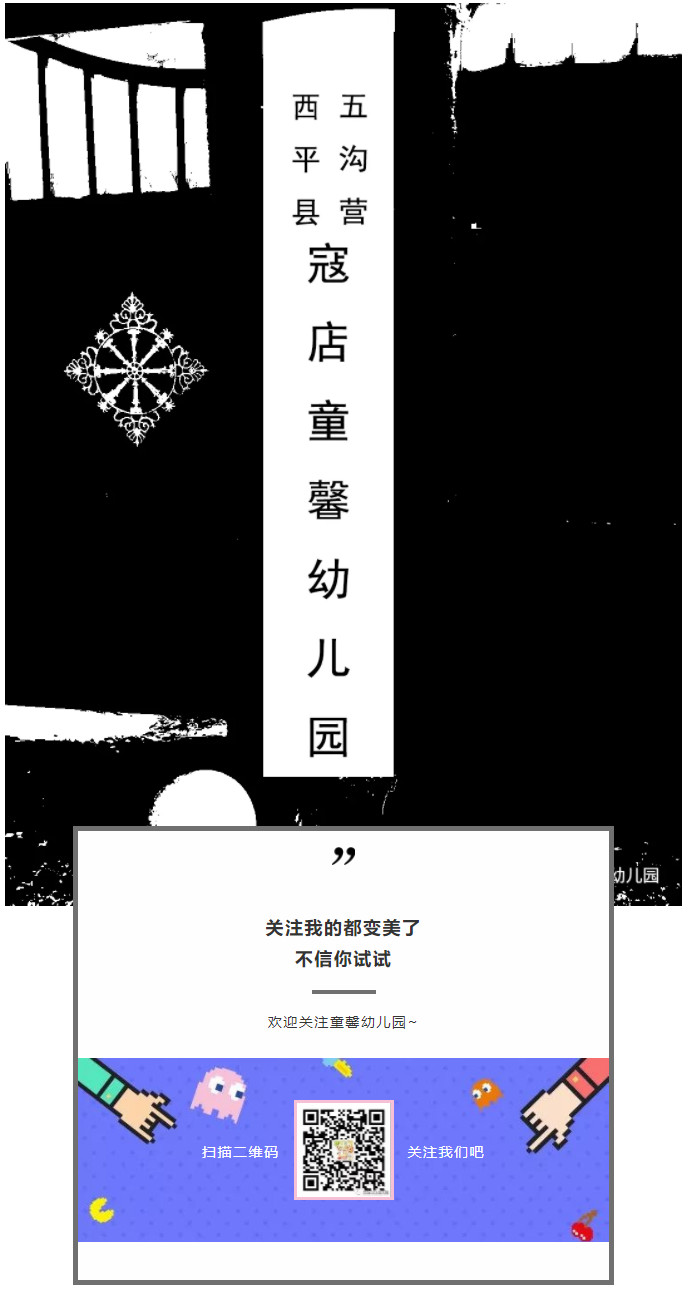 西平县
五沟营
寇店童馨幼儿园
幼儿园
”
关注我的都变美了
不信你试试
欢迎关注童馨幼儿园~
扫描二维码
关注我们吧